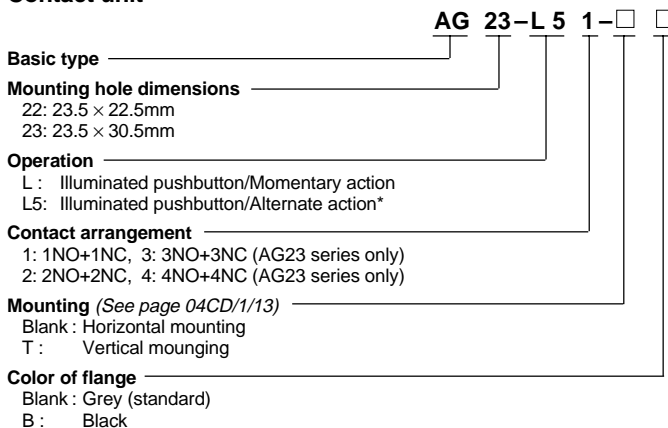 AG 23–L 5 1–□ □
Basic type
Mounting hole dimensions
22: 23.5 × 22.5mm
23: 23.5 × 30.5mm
Operation
L : Illuminated pushbutton/Momentary action
L5: Illuminated pushbutton/Alternate action*
Contact arrangement
1: 1NO+1NC, 3: 3NO+3NC (AG23 series only)
2: 2NO+2NC, 4: 4NO+4NC (AG23 series only)
Mounting (See page 04CD/1/13)
Blank : Horizontal mounting
T : Vertical mounging
Color of flange
Blank : Grey (standard)
B : Black